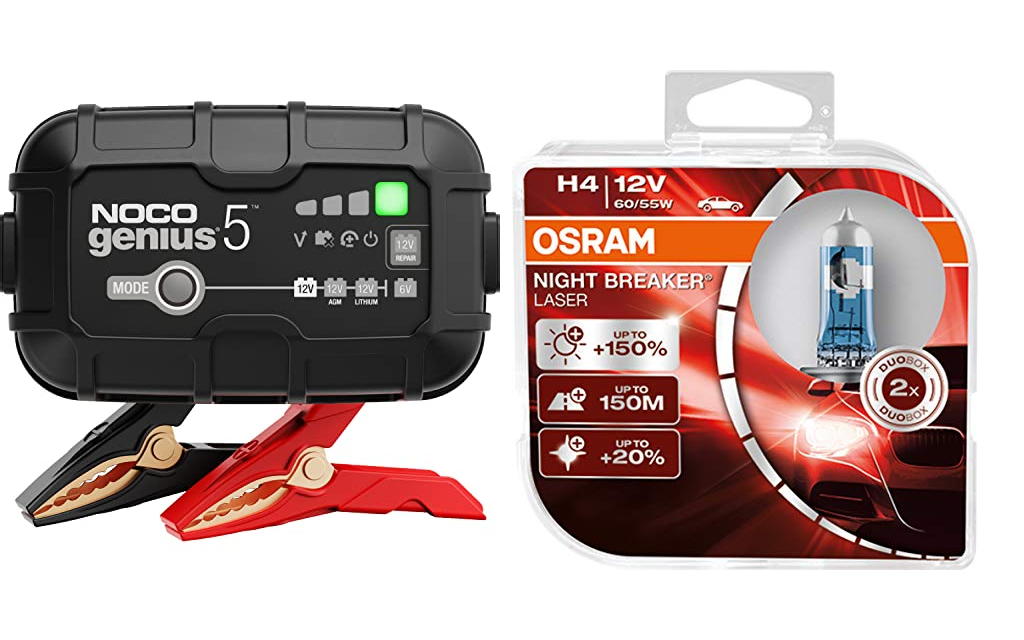 NOCO
genius® 5™
12V
REPAIR
MODE
12V
12V
AGM
12V
LITHIUM
6V
H4 | 12V
60/55W
OSRAM
NIGHT BREAKER®
LASER
UP TO
+150%
UP TO
150M
UP TO
+20%
DUOBOX
2x
DUOBOX